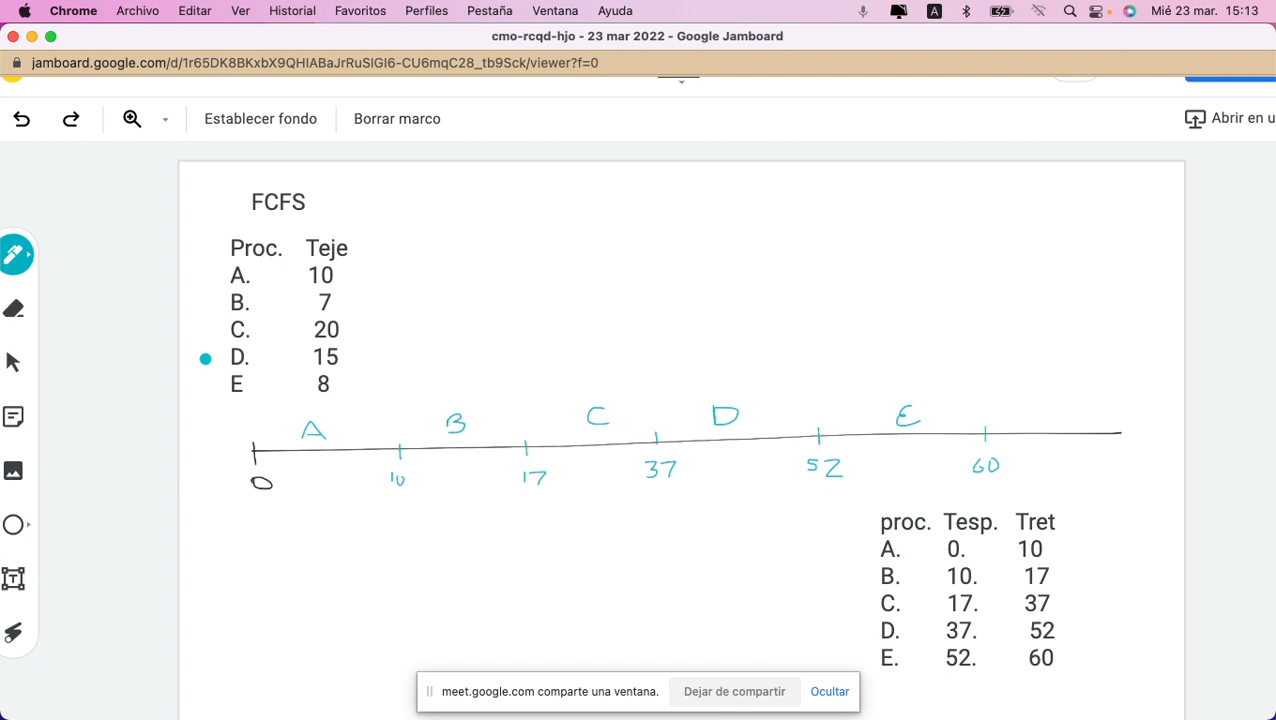 Chrome Archivo Editar Ver Historial Favoritos Perfiles Pestaña Ventana Ayuda A Mié 23 mar. 15:13
cmo-rcqd-hjo - 23 mar 2022 - Google Jamboard
jamboard.google.com/d/1r65DK8BKxbX9QHIABaJrRuSlGl6-CU6mqC28_tb9Sck/viewer?f=0
Establecer fondo Borrar marco Abrir en u
FCFS
Proc. Teje
A. 10
B. 7
C. 20
D. 15
E 8
A B C D E
0 10 17 37 52 60
proc. Tesp. Tret
A. 0. 10
B. 10. 17
C. 17. 37
D. 37. 52
E. 52. 60
meet.google.com comparte una ventana. Dejar de compartir Ocultar